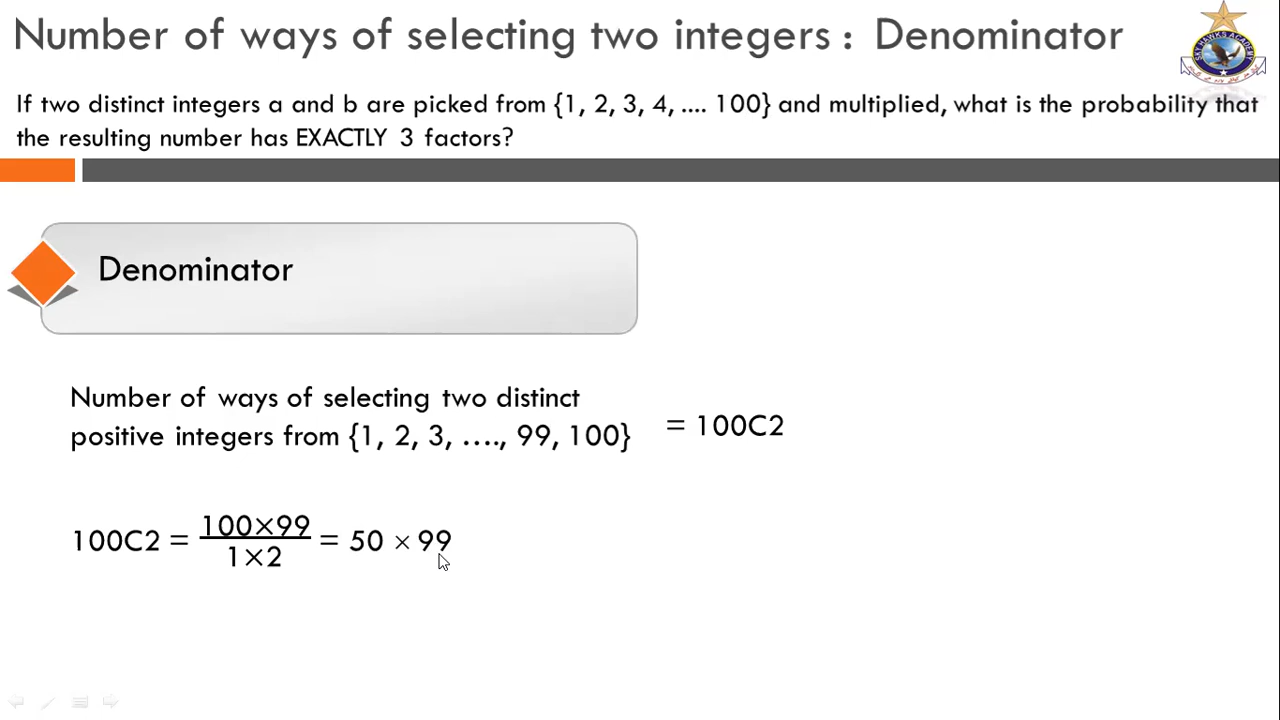 Number of ways of selecting two integers : Denominator
If two distinct integers a and b are picked from {1, 2, 3, 4, .... 100} and multiplied, what is the probability that
the resulting number has EXACTLY 3 factors?
Denominator
Number of ways of selecting two distinct
positive integers from {1, 2, 3, ...., 99, 100}
= 100C2
100C2 = 100×99 / 1×2 = 50 × 99